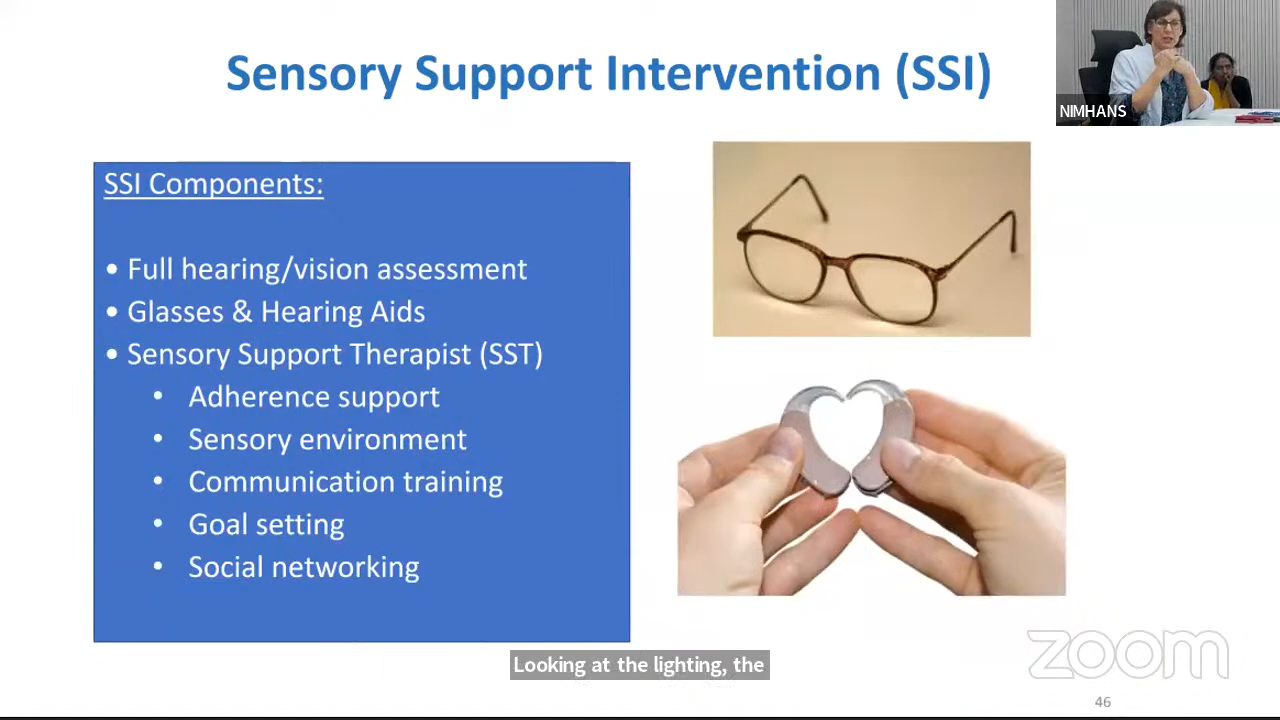 Sensory Support Intervention (SSI)
NIMHANS
SSI Components:
• Full hearing/vision assessment
• Glasses & Hearing Aids
• Sensory Support Therapist (SST)
• Adherence support
• Sensory environment
• Communication training
• Goal setting
• Social networking
Looking at the lighting, the
zoom
46